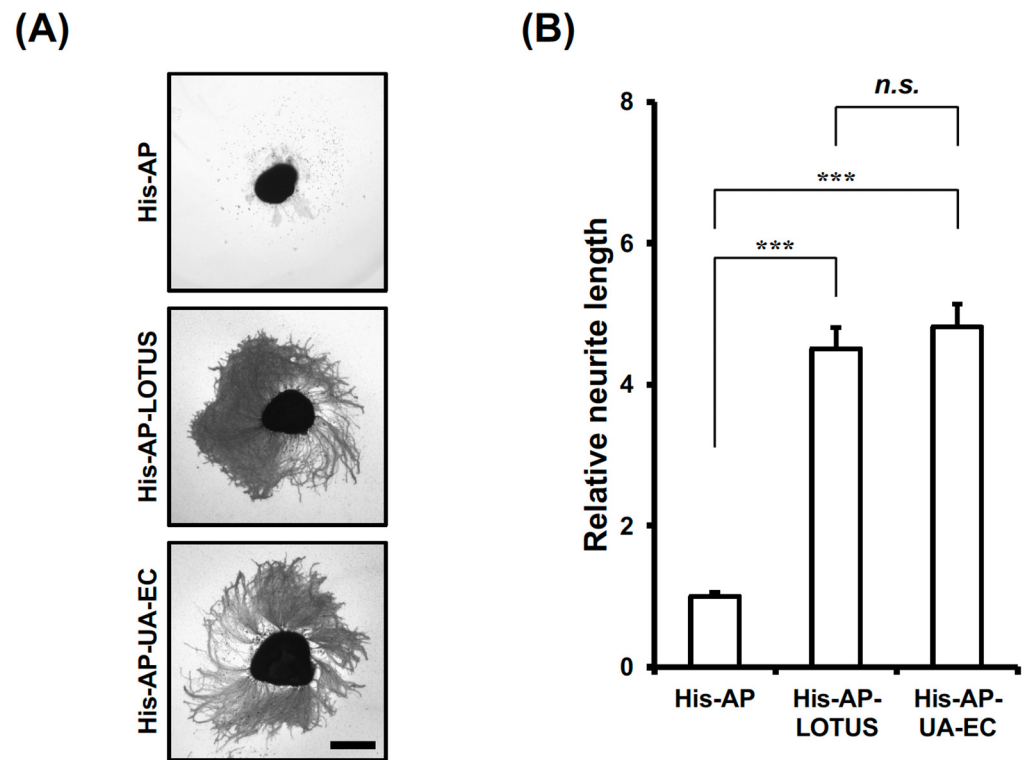 (A)
His-AP
His-AP-LOTUS
His-AP-UA-EC
(B)
Relative neurite length
8
6
4
2
0
n.s.
***
***
His-AP
His-AP-
LOTUS
His-AP-
UA-EC